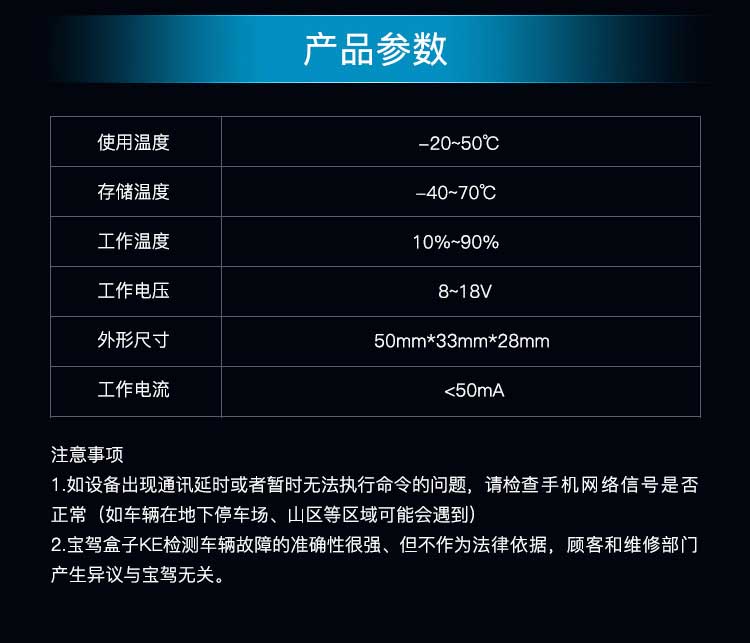 产品参数
使用温度 -20~50℃
存储温度 -40~70℃
工作温度 10%~90%
工作电压 8~18V
外形尺寸 50mm*33mm*28mm
工作电流 <50mA
注意事项
1.如设备出现通讯延时或者暂时无法执行命令的问题，请检查手机网络信号是否
正常（如车辆在地下停车场、山区等区域可能会遇到）
2.宝驾盒子KE检测车辆故障的准确性很强、但不作为法律依据，顾客和维修部门
产生异议与宝驾无关。